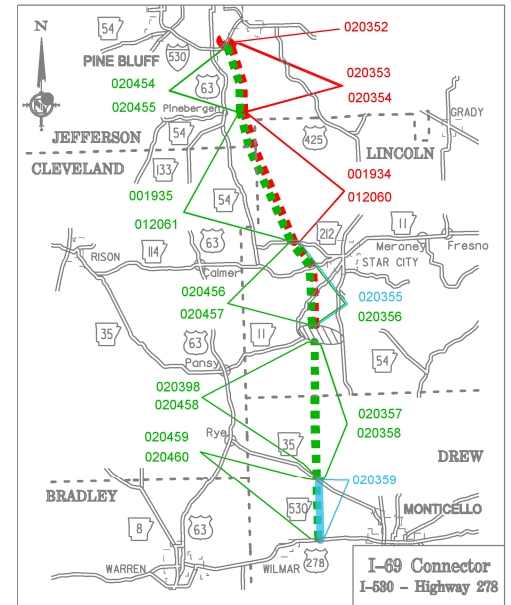 54
020352
N
PINE BLUFF
530
020353
63
020454
020354
020455
Pinebergen
GRADY
JEFFERSON
54
425
LINCOLN
CLEVELAND
133
001935
54
001934
012060
012061
212
11
63
Meroney
Fresno
114
RISON
STAR CITY
Calmer
020456
020355
020457
020356
35
11
63
54
Pansy
020398
020458
020357
020358
020459
Rye
35
020460
DREW
020359
BRADLEY
530
MONTICELLO
8
63
278
WARREN
WILMAR
I-69 Connector
I-530 - Highway 278